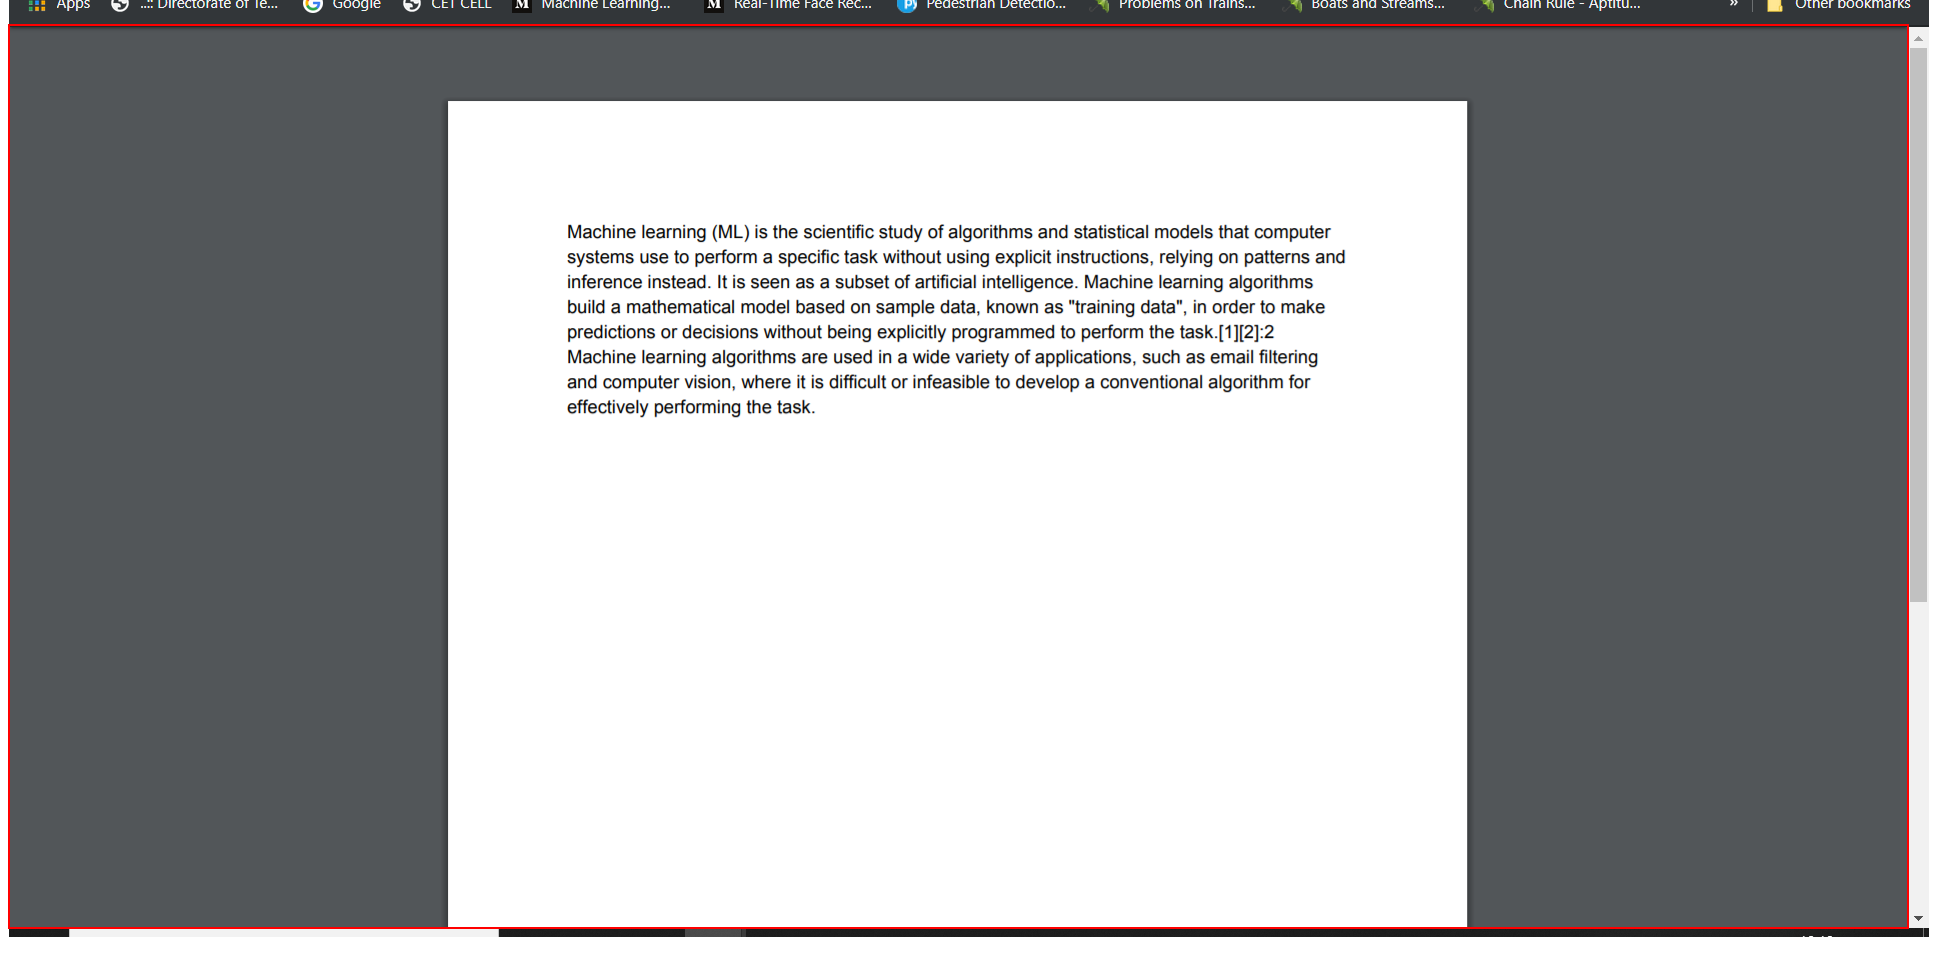 Apps ..:: Directorate of Te... Google CET CELL M Machine Learning... M Real-Time Face Rec... Pedestrian Detectio... Problems on Trains... Boats and Streams... Chain Rule - Aptitu... » Other bookmarks
Machine learning (ML) is the scientific study of algorithms and statistical models that computer
systems use to perform a specific task without using explicit instructions, relying on patterns and
inference instead. It is seen as a subset of artificial intelligence. Machine learning algorithms
build a mathematical model based on sample data, known as "training data", in order to make
predictions or decisions without being explicitly programmed to perform the task.[1][2]:2
Machine learning algorithms are used in a wide variety of applications, such as email filtering
and computer vision, where it is difficult or infeasible to develop a conventional algorithm for
effectively performing the task.